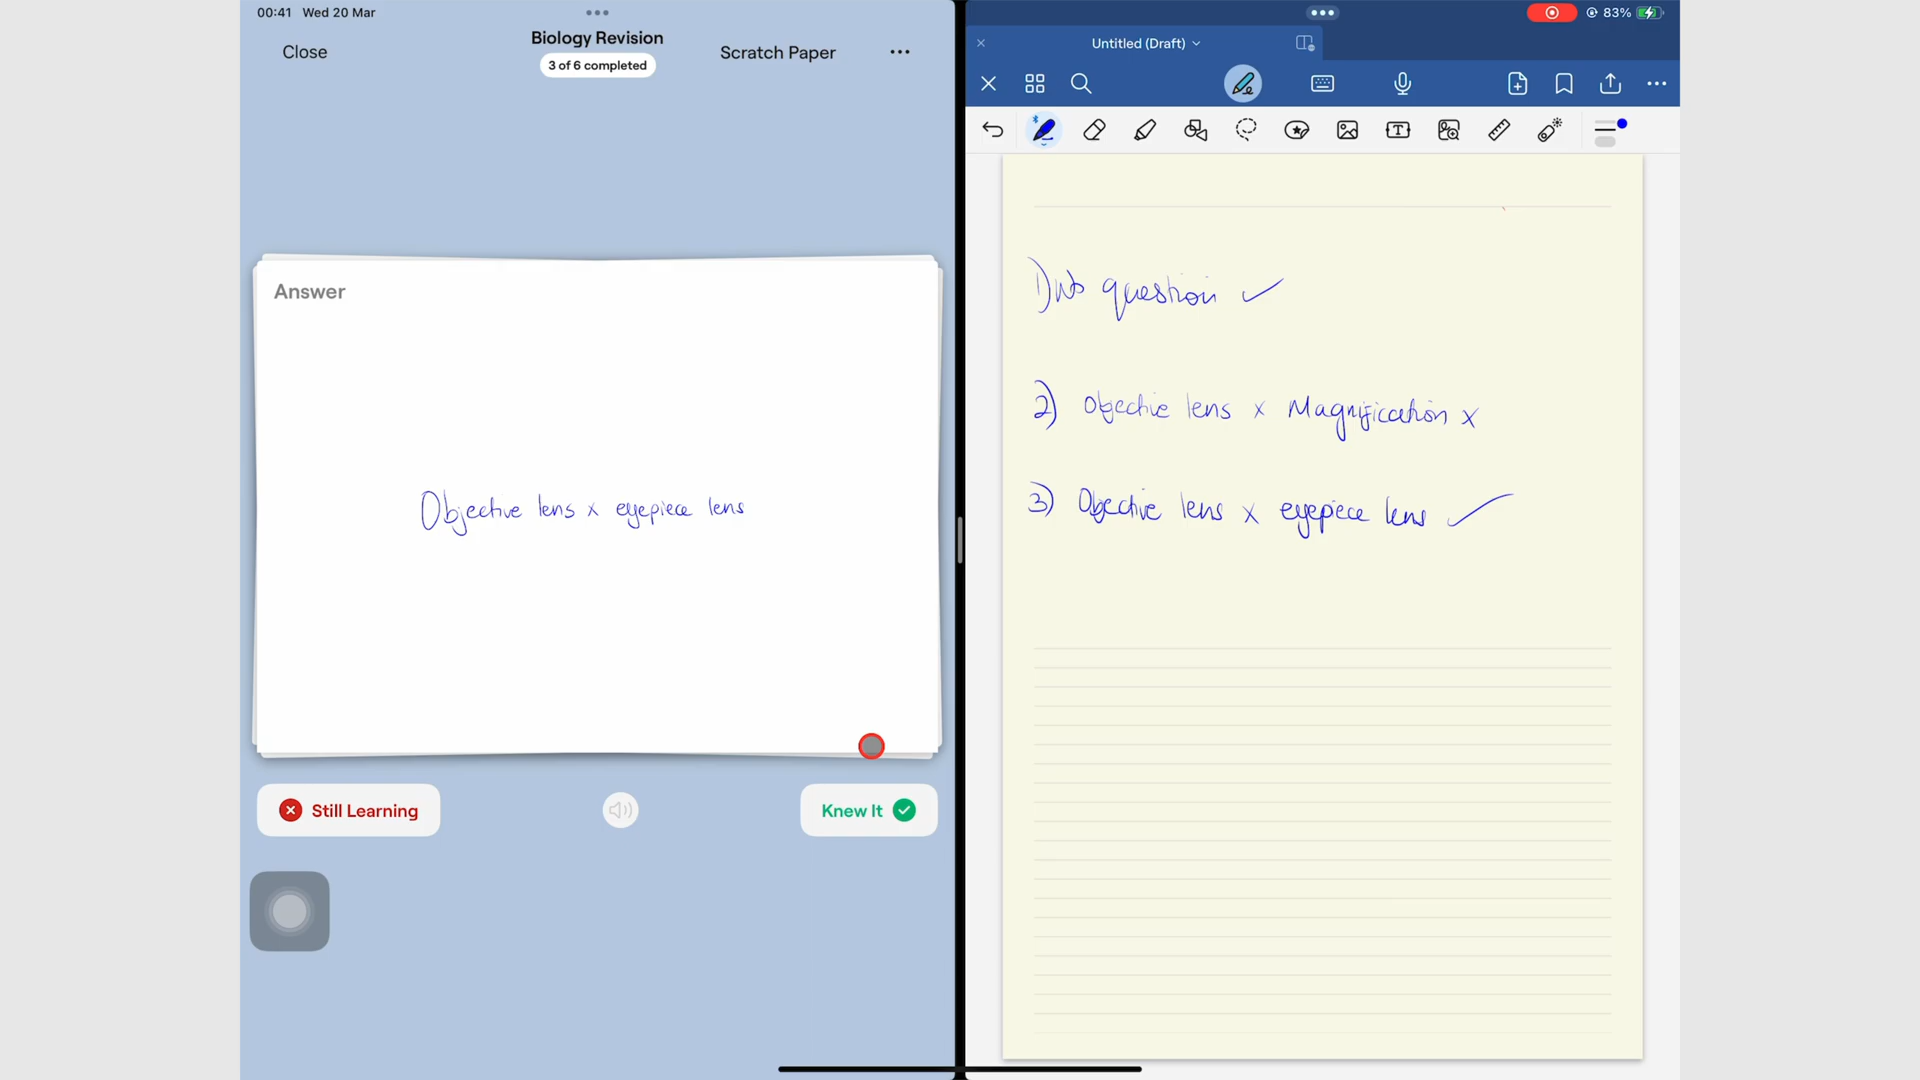 00:41 Wed 20 Mar
Close
Biology Revision
3 of 6 completed
Scratch Paper
Answer
Objective lens x eyepiece lens
Still Learning
Knew It
83%
Untitled (Draft)
T
1) No question ✓
2) Objective lens x Magnification x
3) Objective lens x eyepiece lens ✓